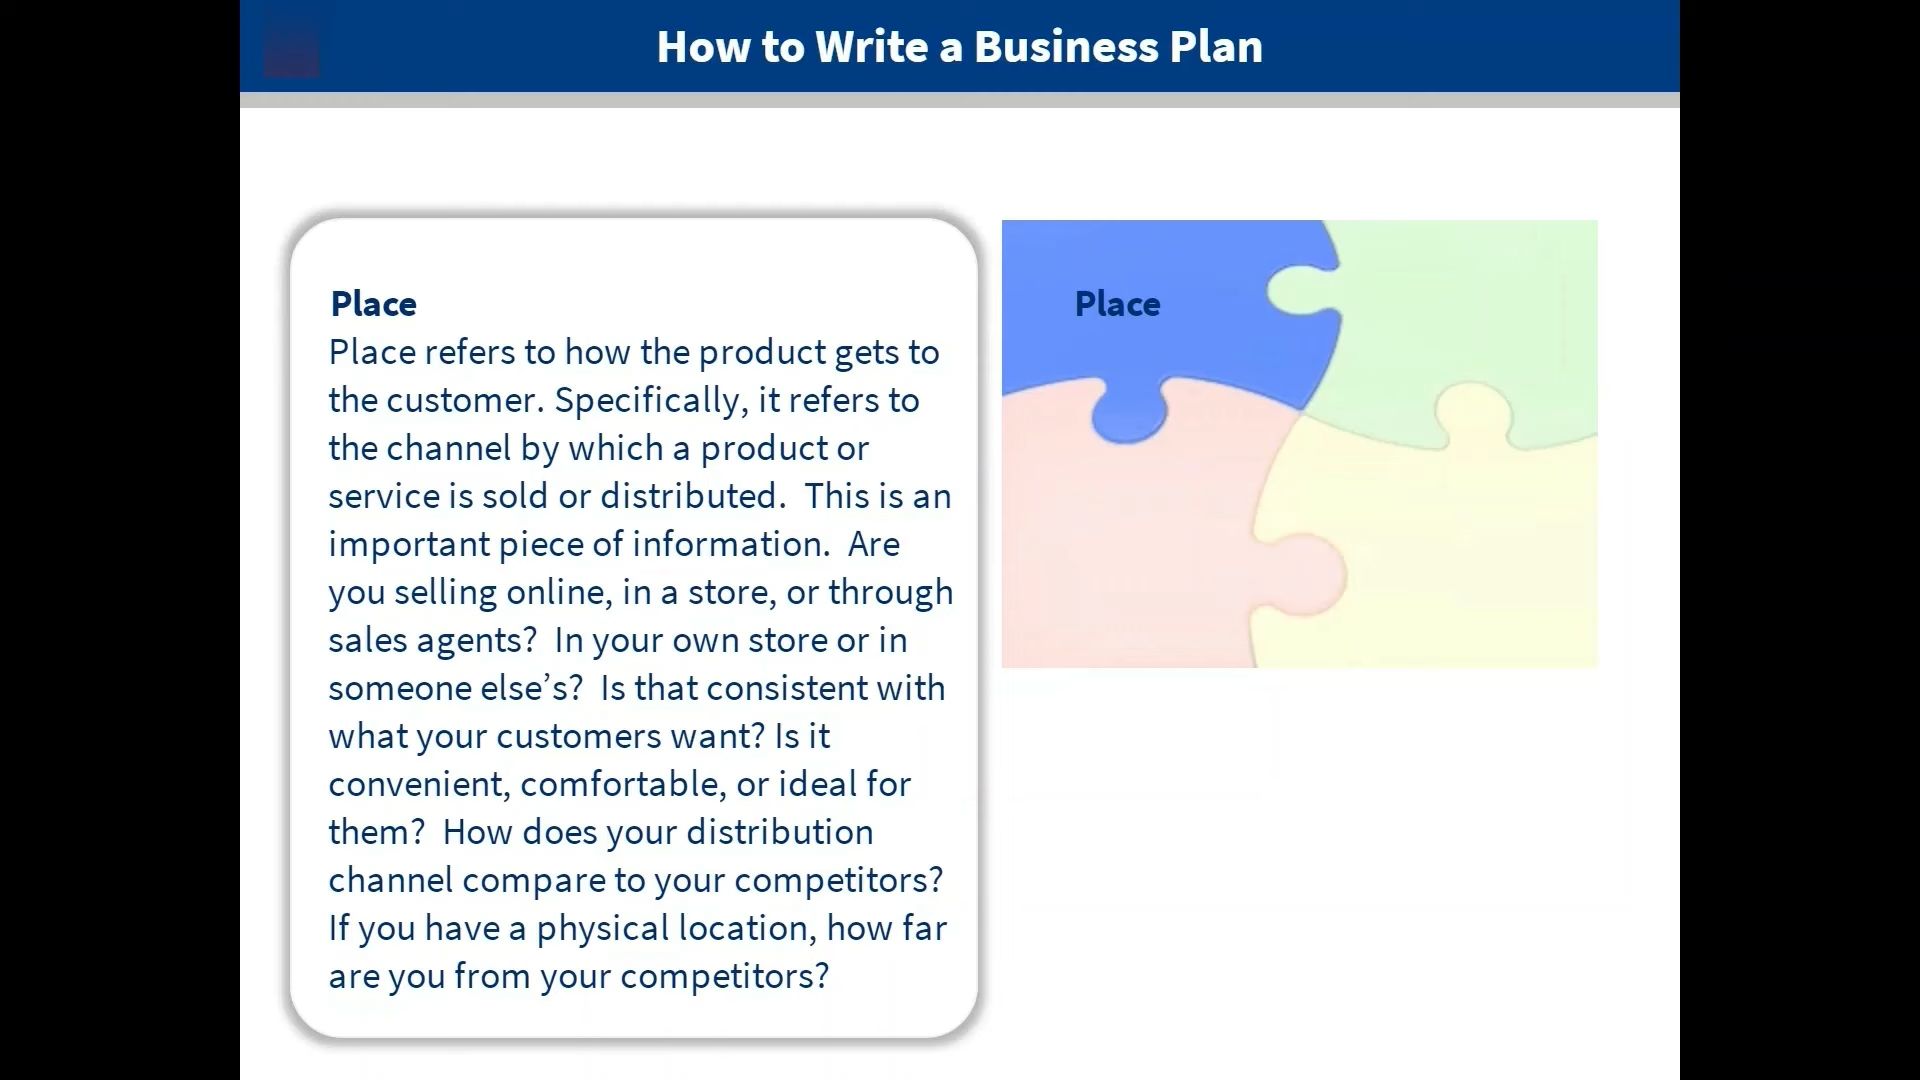 How to Write a Business Plan
Place
Place refers to how the product gets to
the customer. Specifically, it refers to
the channel by which a product or
service is sold or distributed.  This is an
important piece of information.  Are
you selling online, in a store, or through
sales agents?  In your own store or in
someone else’s?  Is that consistent with
what your customers want? Is it
convenient, comfortable, or ideal for
them?  How does your distribution
channel compare to your competitors?
If you have a physical location, how far
are you from your competitors?
Place